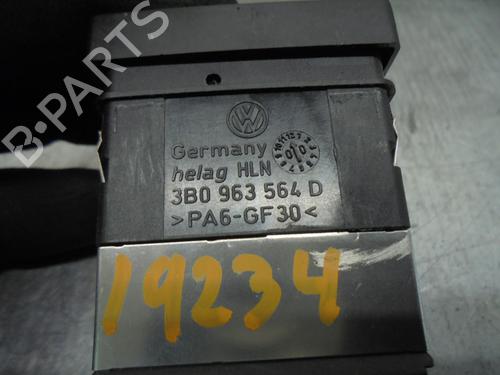 B-PARTS
VW
Germany
helag HLN
3B0 963 564 D
>PA6-GF30<
19234